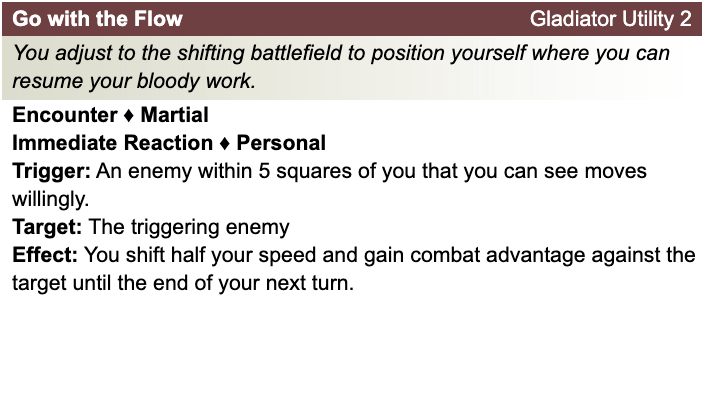 Go with the Flow Gladiator Utility 2
You adjust to the shifting battlefield to position yourself where you can
resume your bloody work.
Encounter ♦ Martial
Immediate Reaction ♦ Personal
Trigger: An enemy within 5 squares of you that you can see moves
willingly.
Target: The triggering enemy
Effect: You shift half your speed and gain combat advantage against the
target until the end of your next turn.